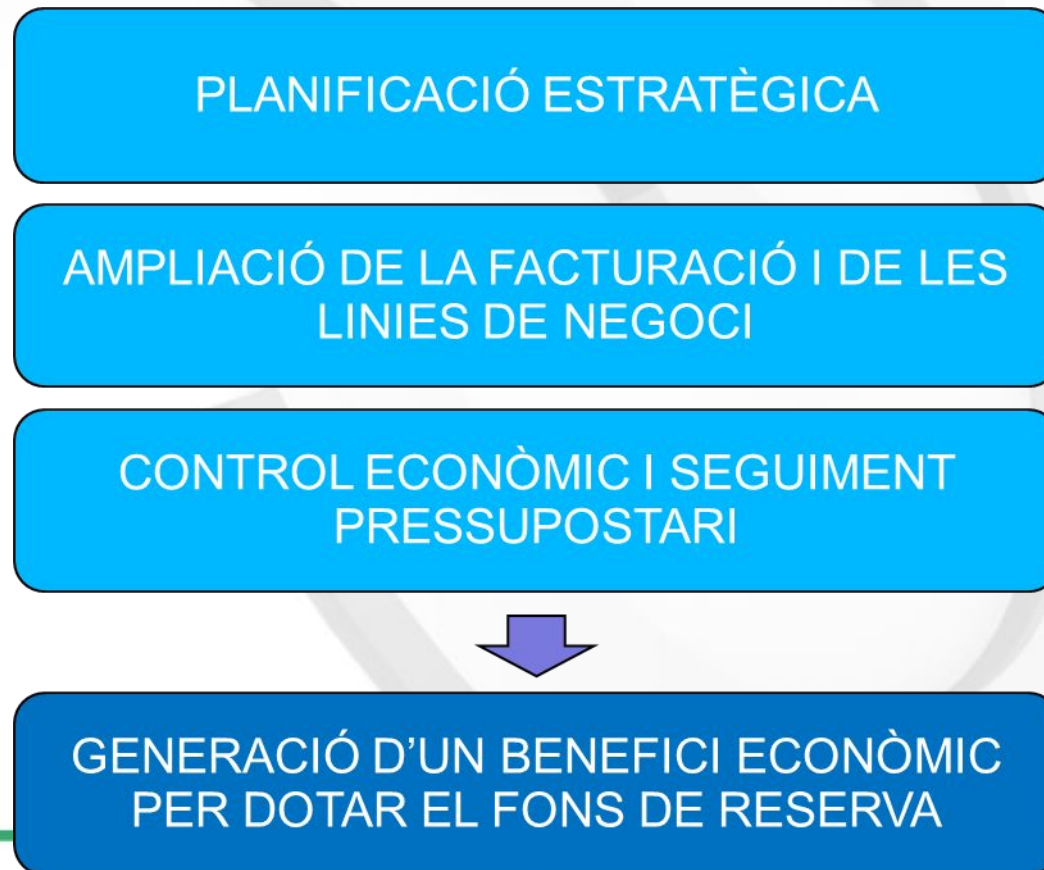 PLANIFICACIÓ ESTRATÈGICA
AMPLIACIÓ DE LA FACTURACIÓ I DE LES
LINIES DE NEGOCI
CONTROL ECONÒMIC I SEGUIMENT
PRESSUPOSTARI
GENERACIÓ D'UN BENEFICI ECONÒMIC
PER DOTAR EL FONS DE RESERVA